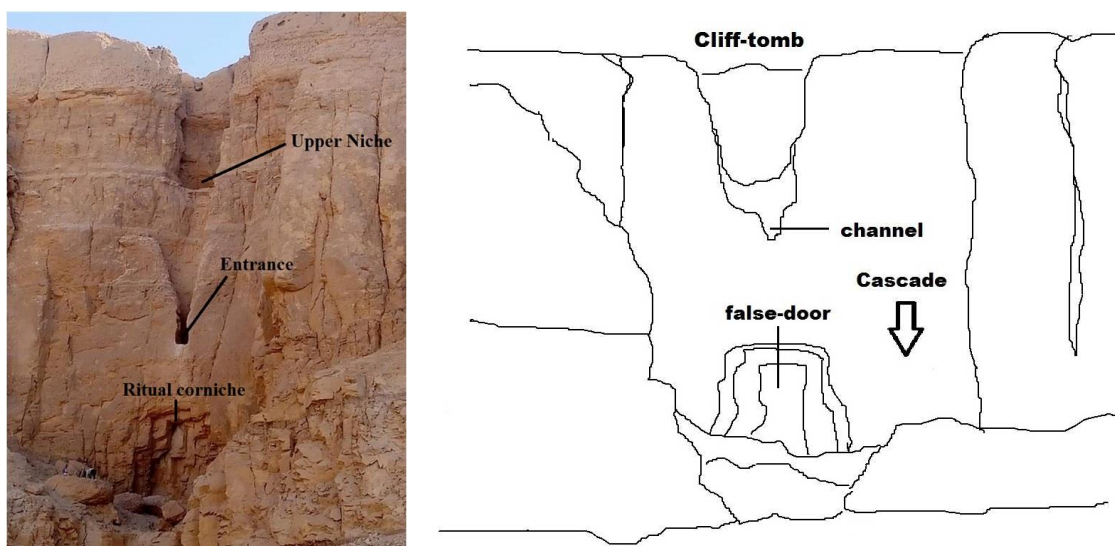 Upper Niche
Entrance
Ritual corniche
Cliff-tomb
channel
Cascade
false-door